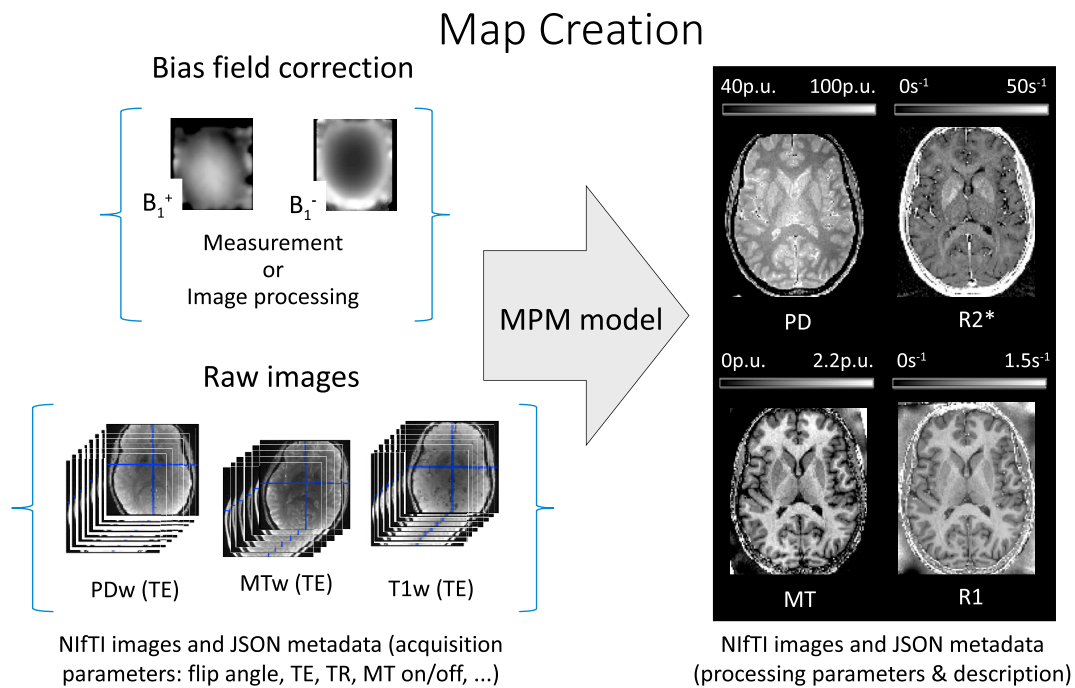 Map Creation
Bias field correction
B₁⁺
B₁⁻
Measurement
or
Image processing
Raw images
PDw (TE)
MTw (TE)
T1w (TE)
NIfTI images and JSON metadata (acquisition
parameters: flip angle, TE, TR, MT on/off, ...)
MPM model
40p.u. 100p.u.
0s⁻¹ 50s⁻¹
PD
R2*
0p.u. 2.2p.u.
0s⁻¹ 1.5s⁻¹
MT
R1
NIfTI images and JSON metadata
(processing parameters & description)